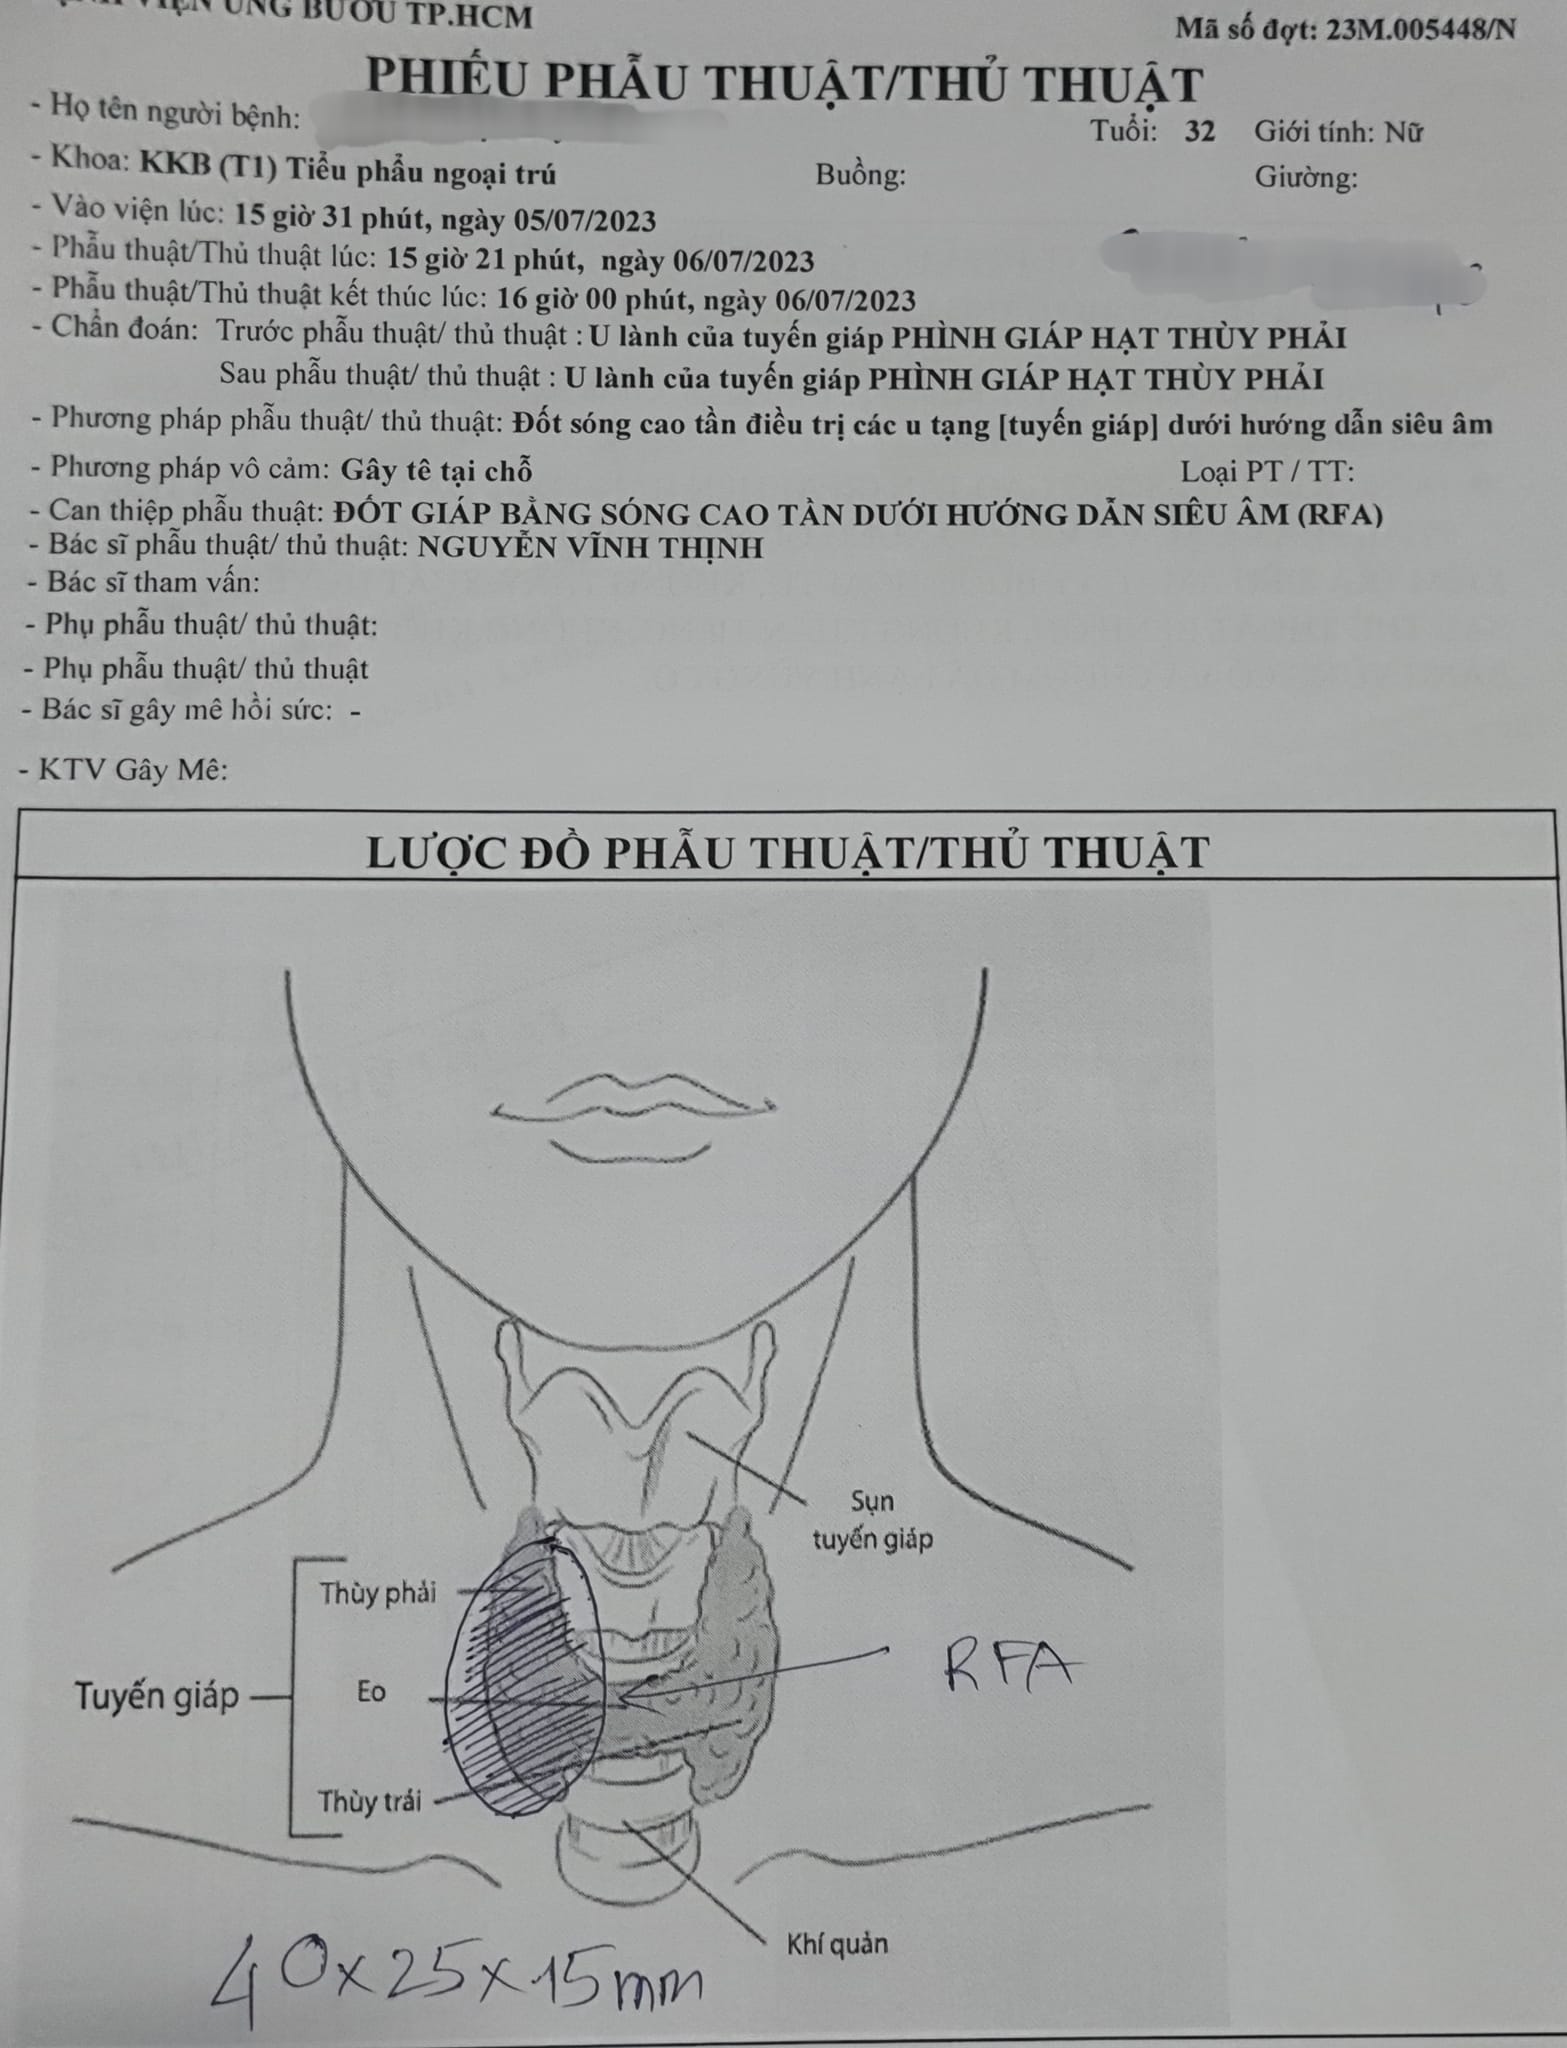 VIỆN UNG BƯỚU TP.HCM
Mã số đợt: 23M.005448/N
PHIẾU PHẪU THUẬT/THỦ THUẬT
- Họ tên người bệnh:
Tuổi: 32 Giới tính: Nữ
- Khoa: KKB (T1) Tiểu phẫu ngoại trú Buồng: Giường:
- Vào viện lúc: 15 giờ 31 phút, ngày 05/07/2023
- Phẫu thuật/Thủ thuật lúc: 15 giờ 21 phút, ngày 06/07/2023
- Phẫu thuật/Thủ thuật kết thúc lúc: 16 giờ 00 phút, ngày 06/07/2023
- Chẩn đoán: Trước phẫu thuật/ thủ thuật : U lành của tuyến giáp PHÌNH GIÁP HẠT THÙY PHẢI
Sau phẫu thuật/ thủ thuật : U lành của tuyến giáp PHÌNH GIÁP HẠT THÙY PHẢI
- Phương pháp phẫu thuật/ thủ thuật: Đốt sóng cao tần điều trị các u tạng [tuyến giáp] dưới hướng dẫn siêu âm
- Phương pháp vô cảm: Gây tê tại chỗ Loại PT / TT:
- Can thiệp phẫu thuật: ĐỐT GIÁP BẰNG SÓNG CAO TẦN DƯỚI HƯỚNG DẪN SIÊU ÂM (RFA)
- Bác sĩ phẫu thuật/ thủ thuật: NGUYỄN VĨNH THỊNH
- Bác sĩ tham vấn:
- Phụ phẫu thuật/ thủ thuật:
- Phụ phẫu thuật/ thủ thuật
- Bác sĩ gây mê hồi sức: -
- KTV Gây Mê:
LƯỢC ĐỒ PHẪU THUẬT/THỦ THUẬT
Sụn
tuyến giáp
Thùy phải
RFA
Tuyến giáp
Eo
Thùy trái
Khí quản
40x25x15mm